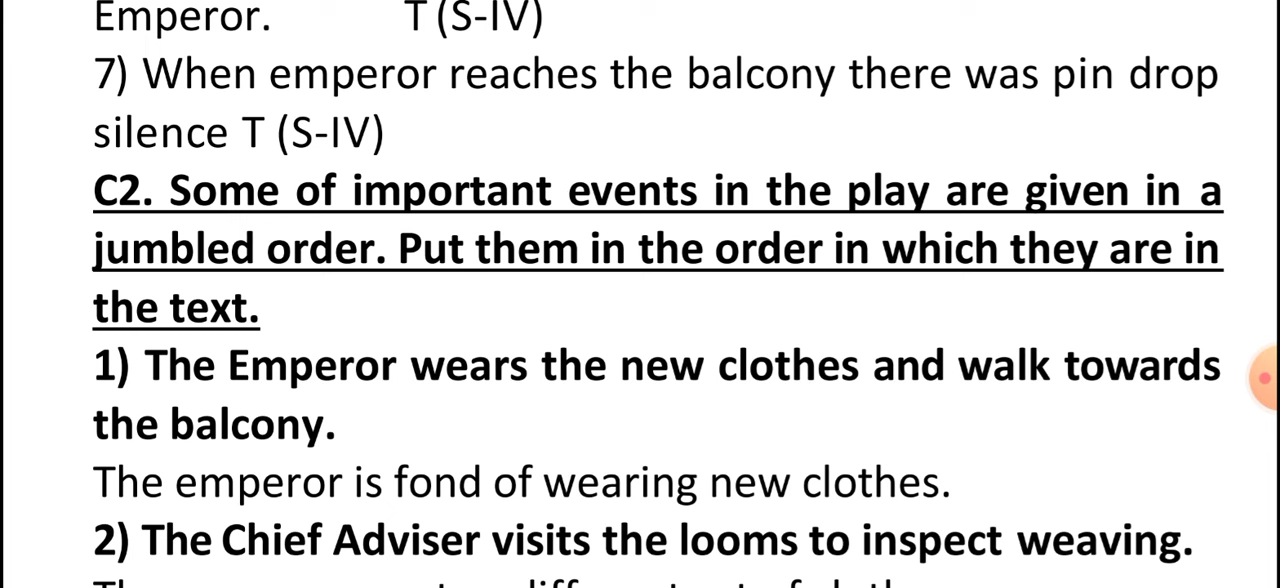 Emperor. T (S-IV)
7) When emperor reaches the balcony there was pin drop
silence T (S-IV)
C2. Some of important events in the play are given in a
jumbled order. Put them in the order in which they are in
the text.
1) The Emperor wears the new clothes and walk towards
the balcony.
The emperor is fond of wearing new clothes.
2) The Chief Adviser visits the looms to inspect weaving.